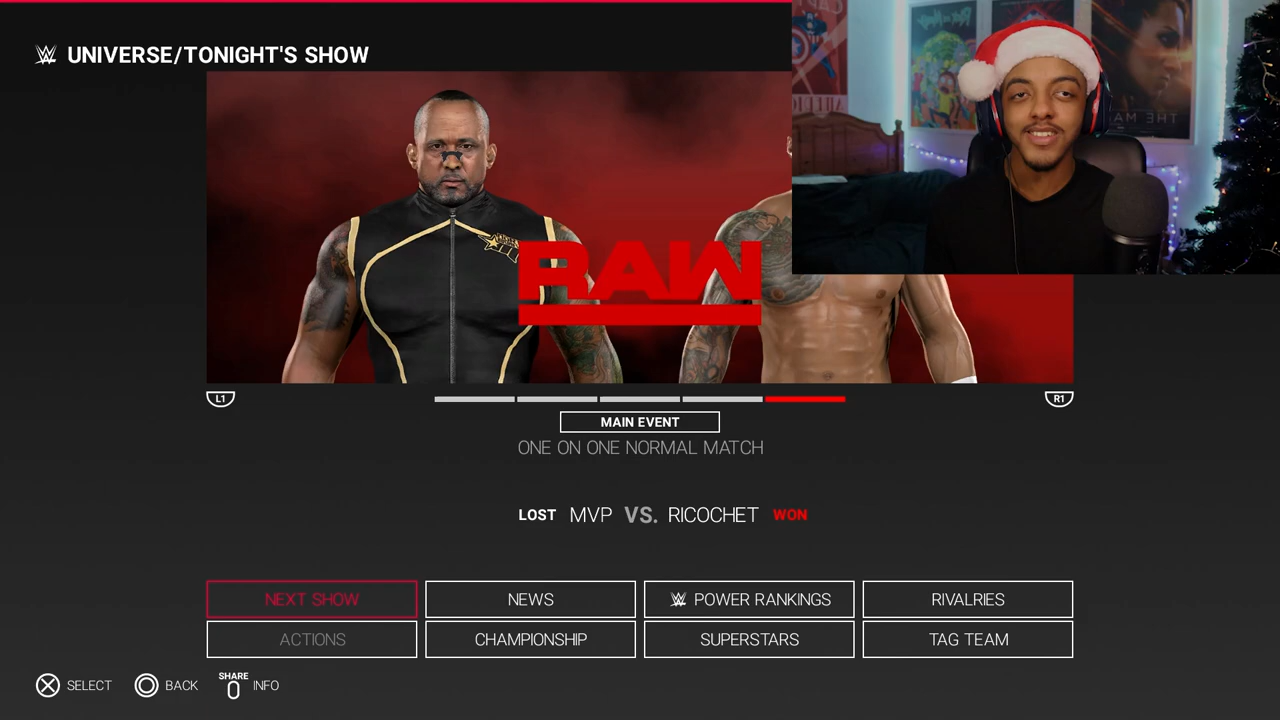 UNIVERSE/TONIGHT'S SHOW
RAW
L1
R1
MAIN EVENT
ONE ON ONE NORMAL MATCH
LOST MVP VS. RICOCHET WON
NEXT SHOW NEWS POWER RANKINGS RIVALRIES
ACTIONS CHAMPIONSHIP SUPERSTARS TAG TEAM
SELECT BACK SHARE INFO